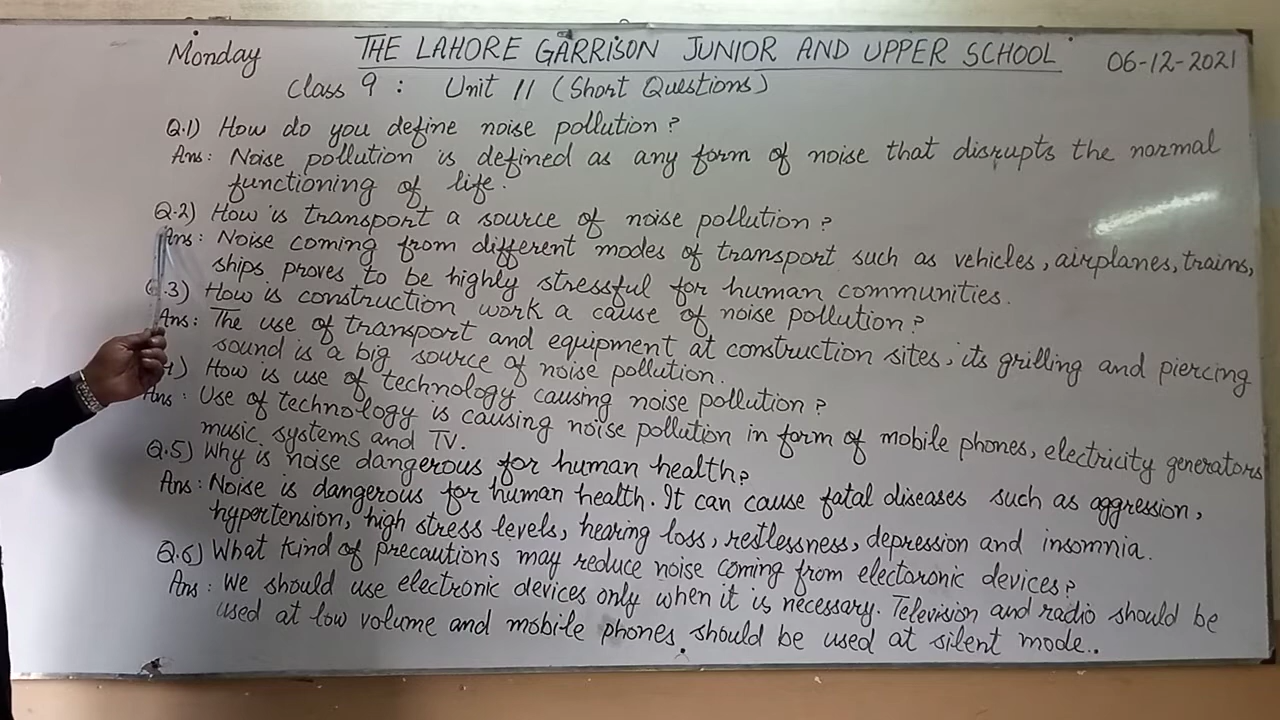 Monday THE LAHORE GARRISON JUNIOR AND UPPER SCHOOL 06-12-2021
Class 9 : Unit 11 (Short Questions)
Q.1) How do you define noise pollution?
Ans: Noise pollution is defined as any form of noise that disrupts the normal
functioning of life.
Q.2) How is transport a source of noise pollution?
Ans: Noise coming from different modes of transport such as vehicles, airplanes, trains,
ships proves to be highly stressful for human communities.
.3) How is construction work a cause of noise pollution?
Ans: The use of transport and equipment at construction sites, its grilling and piercing
sound is a big source of noise pollution.
) How is use of technology causing noise pollution?
Ans: Use of technology is causing noise pollution in form of mobile phones, electricity generators
music systems and TV.
Q.5) Why is noise dangerous for human health?
Ans: Noise is dangerous for human health. It can cause fatal diseases such as aggression,
hypertension, high stress levels, hearing loss, restlessness, depression and insomnia.
Q.6) What kind of precautions may reduce noise coming from electoronic devices?
Ans: We should use electronic devices only when it is necessary. Television and radio should be
used at low volume and mobile phones should be used at silent mode..